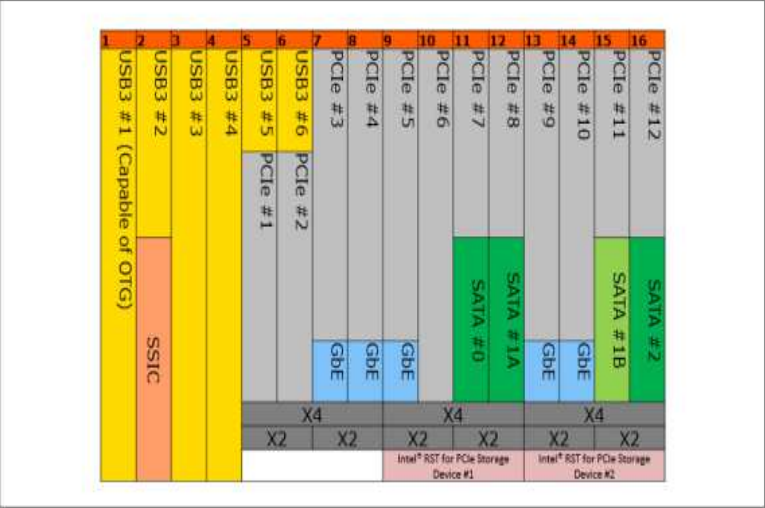 1 2 3 4 5 6 7 8 9 10 11 12 13 14 15 16
USB3 #1 (Capable of OTG)
USB3 #2
USB3 #3
USB3 #4
USB3 #5
USB3 #6
PCIe #3
PCIe #4
PCIe #5
PCIe #6
PCIe #7
PCIe #8
PCIe #9
PCIe #10
PCIe #11
PCIe #12
PCIe #1
PCIe #2
SSIC
SATA #0
SATA #1A
SATA #1B
SATA #2
GbE
GbE
GbE
GbE
GbE
X4 X4 X4
X2 X2 X2 X2 X2 X2
Intel® RST for PCIe Storage
Device #1
Intel® RST for PCIe Storage
Device #2